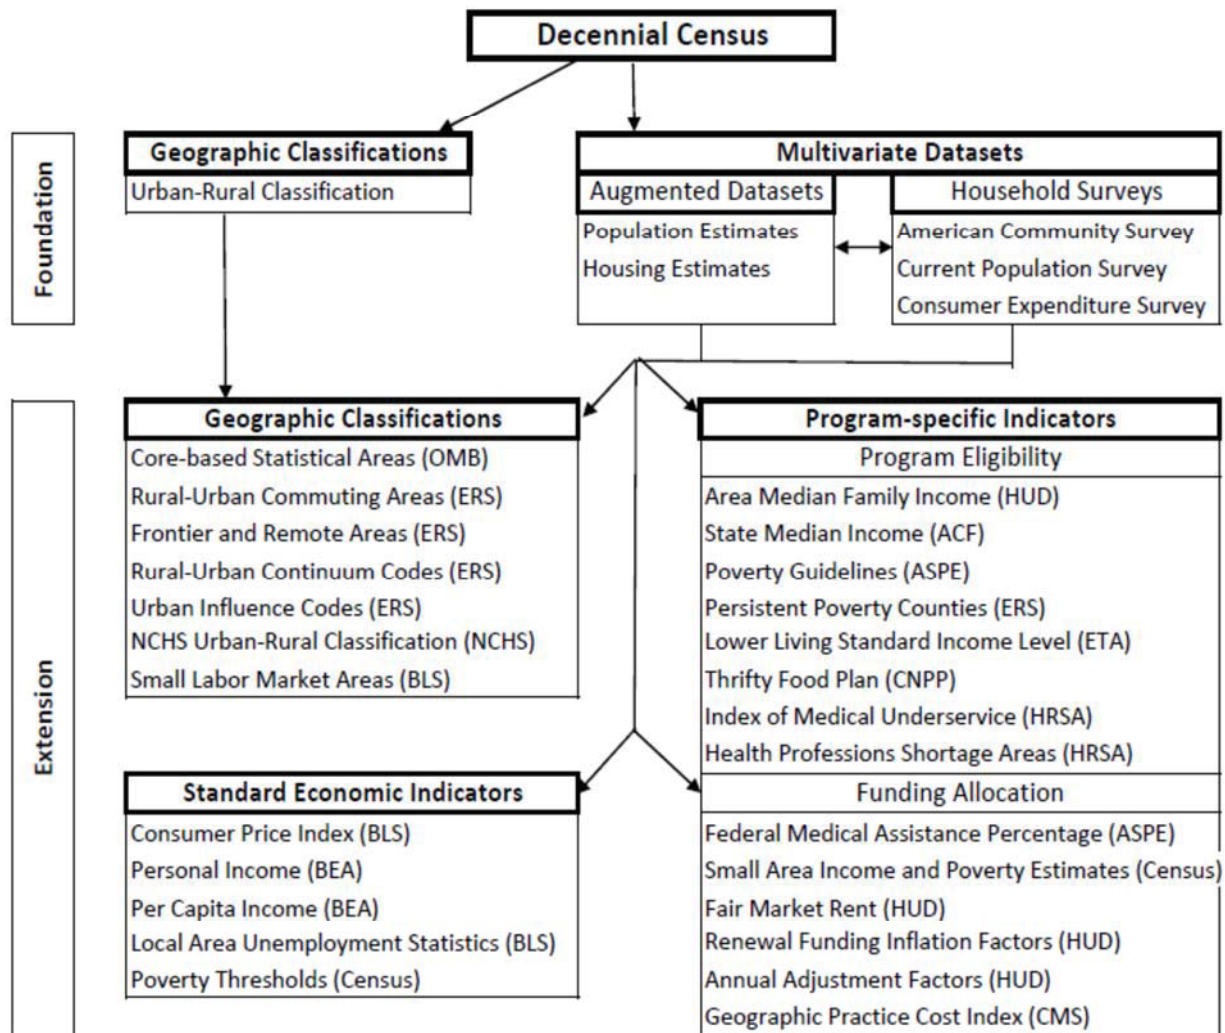 Decennial Census
Foundation
Geographic Classifications
Urban-Rural Classification
Multivariate Datasets
Augmented Datasets
Population Estimates
Housing Estimates
Household Surveys
American Community Survey
Current Population Survey
Consumer Expenditure Survey
Extension
Geographic Classifications
Core-based Statistical Areas (OMB)
Rural-Urban Commuting Areas (ERS)
Frontier and Remote Areas (ERS)
Rural-Urban Continuum Codes (ERS)
Urban Influence Codes (ERS)
NCHS Urban-Rural Classification (NCHS)
Small Labor Market Areas (BLS)
Standard Economic Indicators
Consumer Price Index (BLS)
Personal Income (BEA)
Per Capita Income (BEA)
Local Area Unemployment Statistics (BLS)
Poverty Thresholds (Census)
Program-specific Indicators
Program Eligibility
Area Median Family Income (HUD)
State Median Income (ACF)
Poverty Guidelines (ASPE)
Persistent Poverty Counties (ERS)
Lower Living Standard Income Level (ETA)
Thrifty Food Plan (CNPP)
Index of Medical Underservice (HRSA)
Health Professions Shortage Areas (HRSA)
Funding Allocation
Federal Medical Assistance Percentage (ASPE)
Small Area Income and Poverty Estimates (Census)
Fair Market Rent (HUD)
Renewal Funding Inflation Factors (HUD)
Annual Adjustment Factors (HUD)
Geographic Practice Cost Index (CMS)